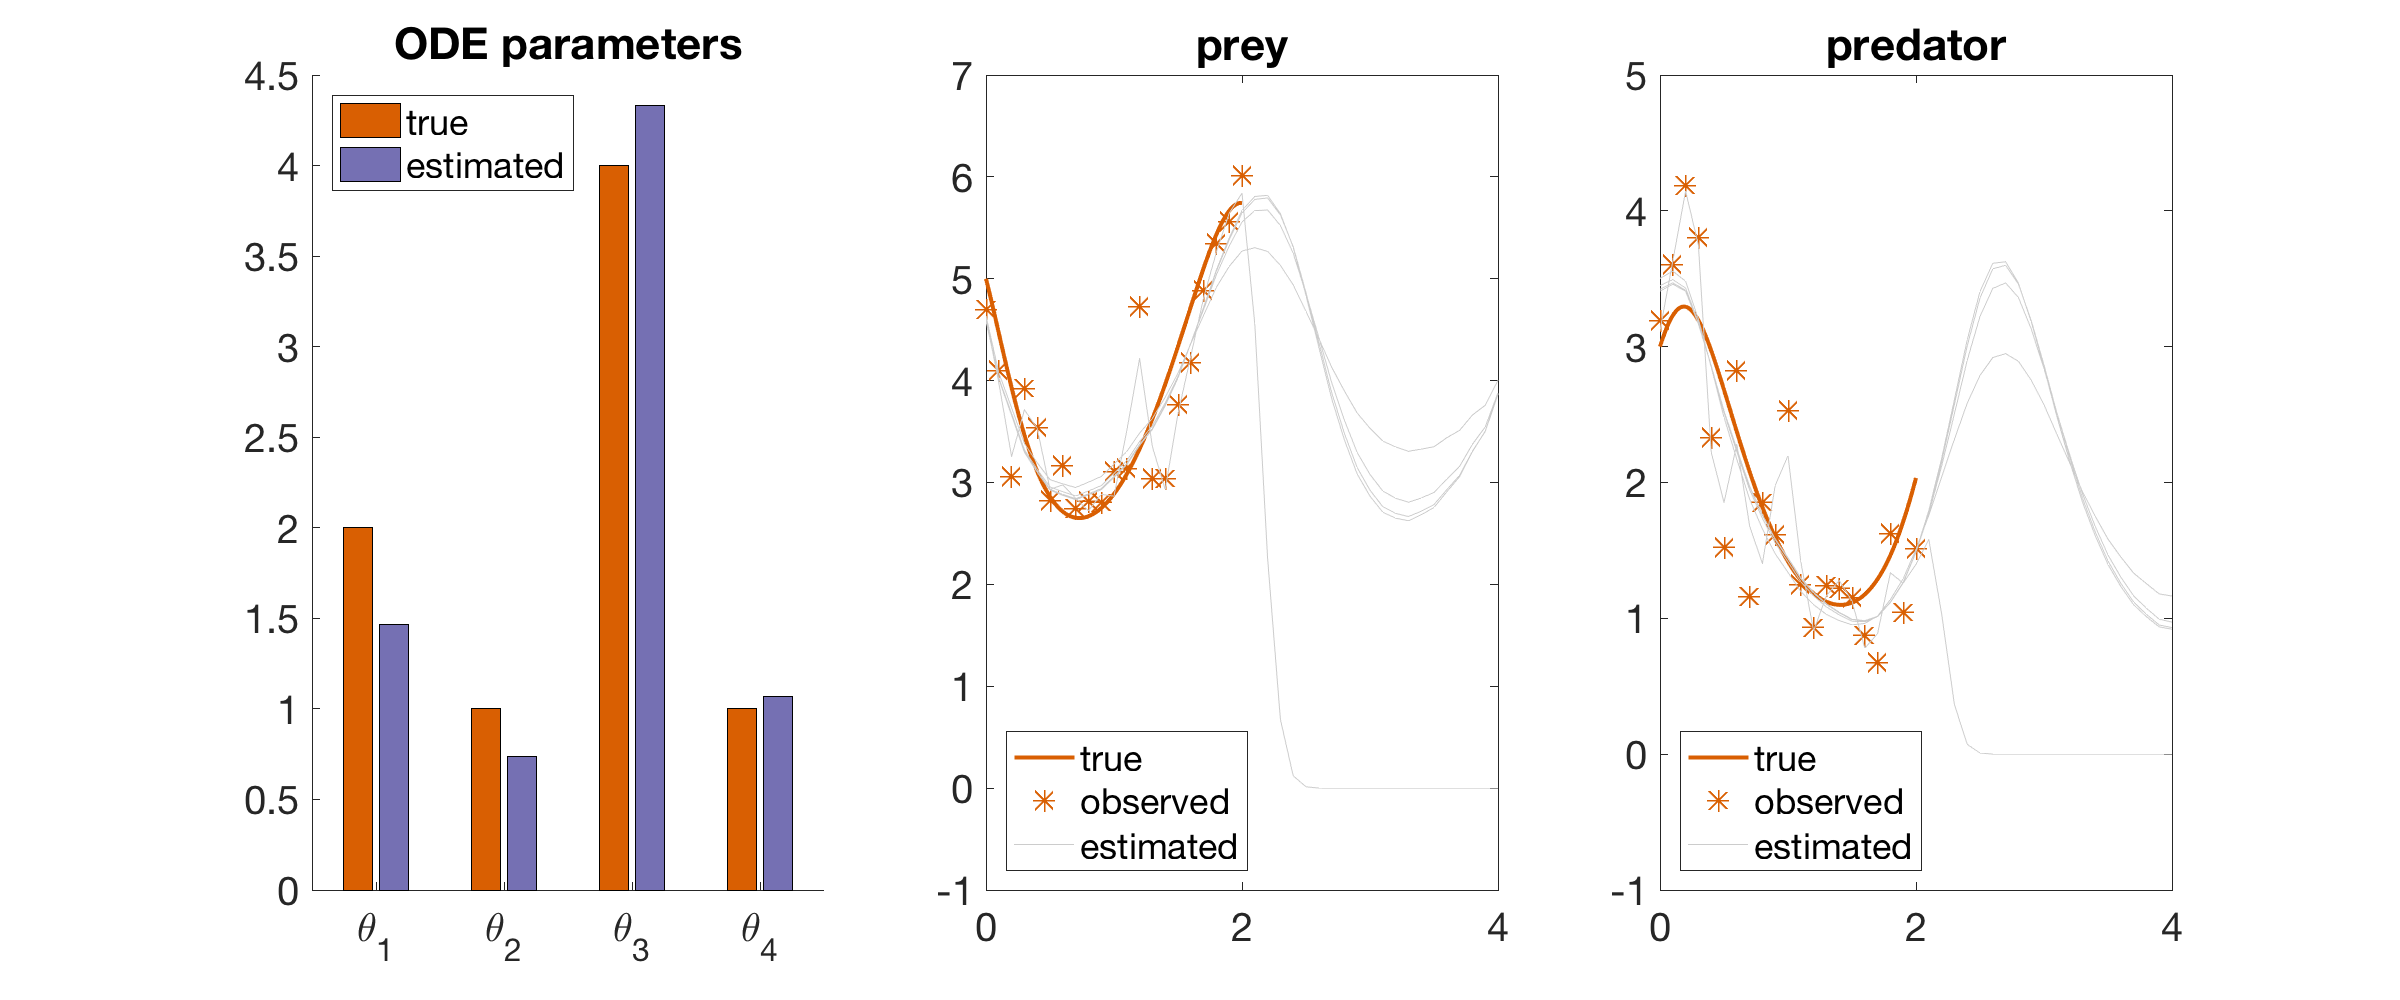 ODE parameters
4.5
4
3.5
3
2.5
2
1.5
1
0.5
0
true
estimated
θ1
θ2
θ3
θ4
prey
7
6
5
4
3
2
1
0
-1
true
observed
estimated
0 2 4
predator
5
4
3
2
1
0
-1
true
observed
estimated
0 2 4